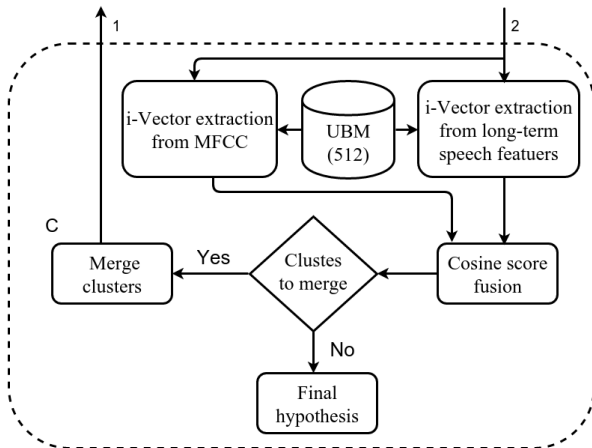 1
2
i-Vector extraction
from MFCC
UBM
(512)
i-Vector extraction
from long-term
speech featuers
C
Merge
clusters
Yes
Clustes
to merge
Cosine score
fusion
No
Final
hypothesis